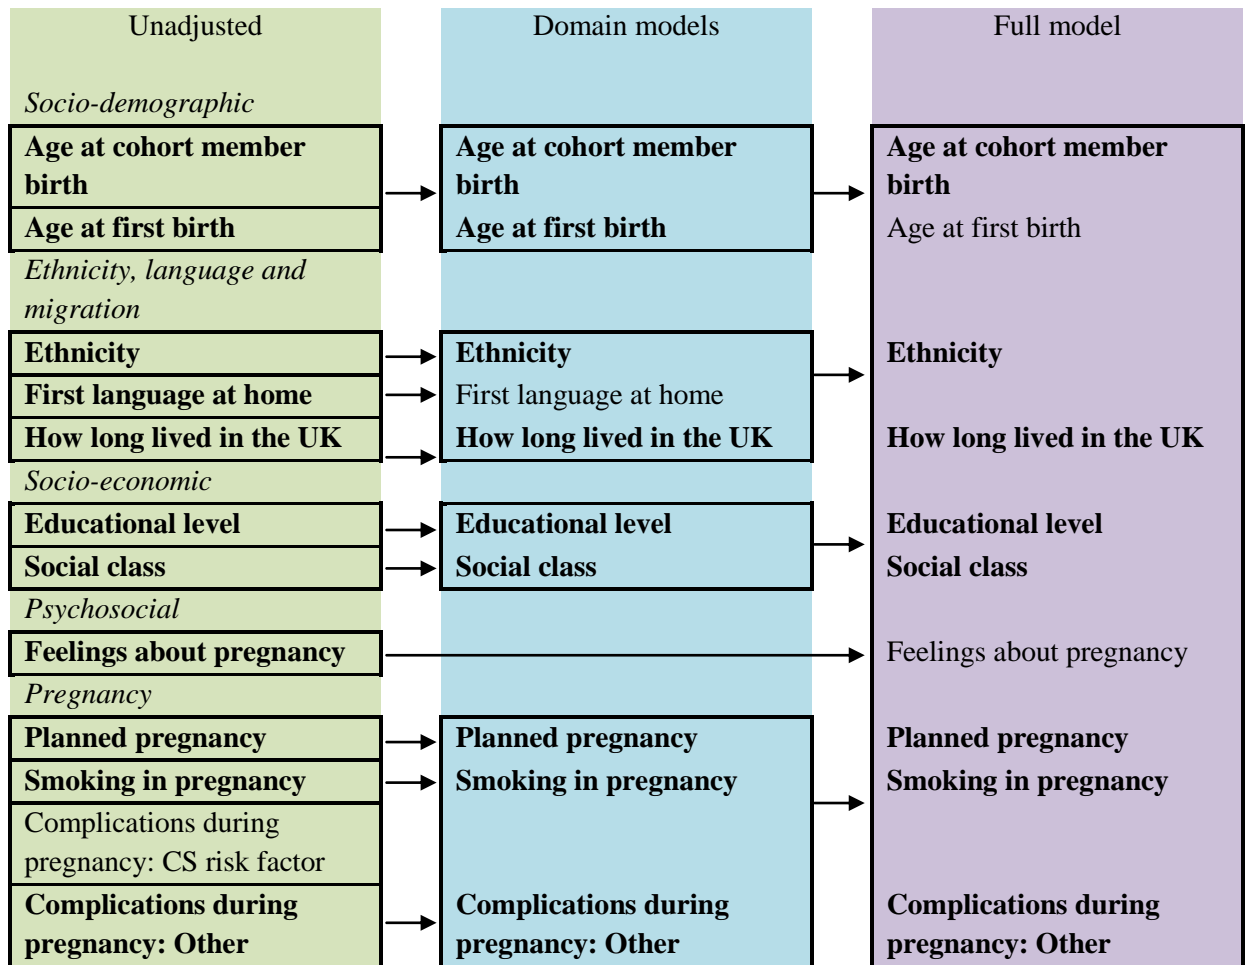 Unadjusted Domain models Full model
Socio-demographic
Age at cohort member Age at cohort member Age at cohort member
birth birth birth
Age at first birth Age at first birth Age at first birth
Ethnicity, language and
migration
Ethnicity Ethnicity Ethnicity
First language at home First language at home
How long lived in the UK How long lived in the UK How long lived in the UK
Socio-economic
Educational level Educational level Educational level
Social class Social class Social class
Psychosocial
Feelings about pregnancy Feelings about pregnancy
Pregnancy
Planned pregnancy Planned pregnancy Planned pregnancy
Smoking in pregnancy Smoking in pregnancy Smoking in pregnancy
Complications during
pregnancy: CS risk factor
Complications during Complications during Complications during
pregnancy: Other pregnancy: Other pregnancy: Other